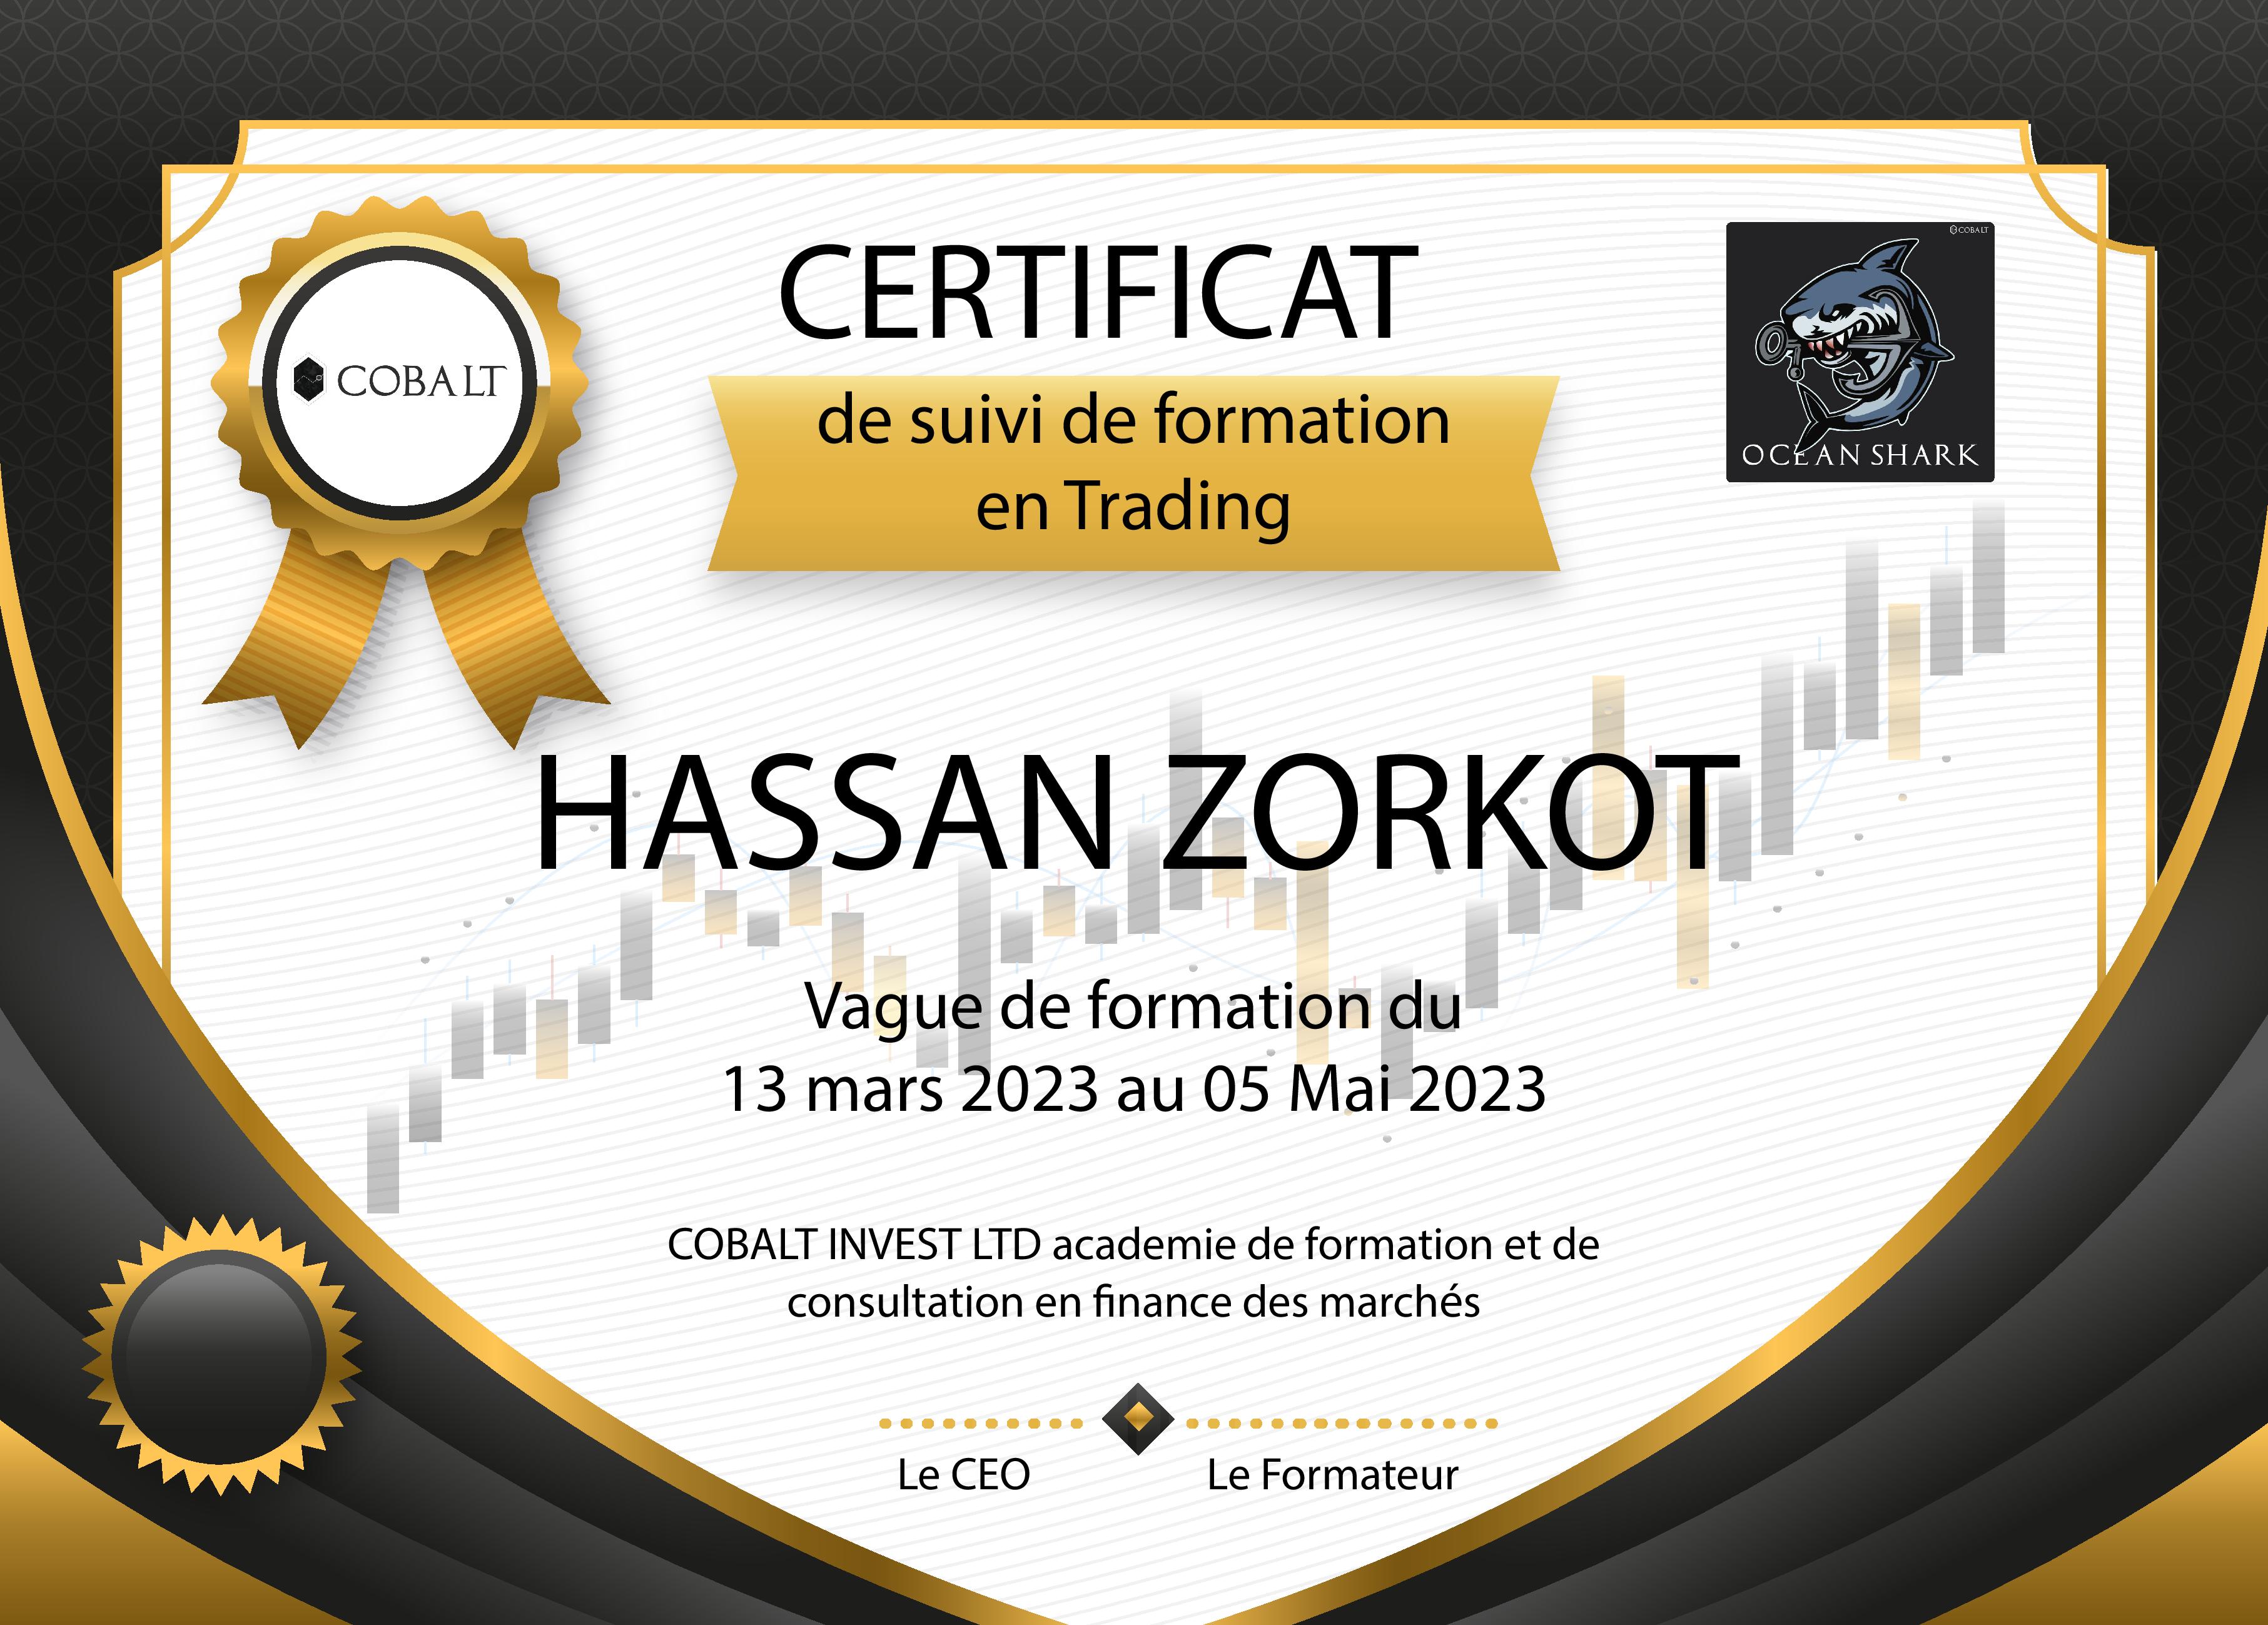 CERTIFICAT
COBALT
COBALT
de suivi de formation
en Trading
OCEAN SHARK
HASSAN ZORKOT
Vague de formation du
13 mars 2023 au 05 Mai 2023
COBALT INVEST LTD academie de formation et de
consultation en finance des marchés
Le CEO
Le Formateur